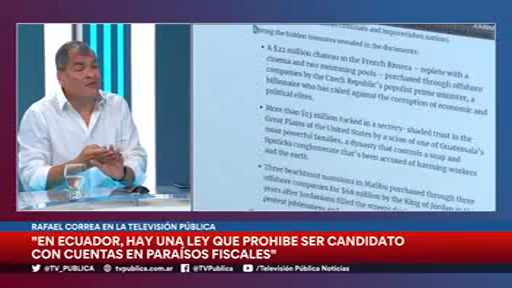 criminals and impoverishes nations.
Among the hidden treasures revealed in the documents:
A $22 million chateau in the French Riviera – replete with a
cinema and two swimming pools – purchased through offshore
companies by the Czech Republic's populist prime minister, a
billionaire who has railed against the corruption of economic and
political elites.
More than $13 million tucked in a secrecy-shaded trust in the
Great Plains of the United States by a scion of one of Guatemala's
most powerful families, a dynasty that controls a soap and
lipsticks conglomerate that's been accused of harming workers
and the earth.
Three beachfront mansions in Malibu purchased through three
offshore companies for $68 million by the King of Jordan in the
years after Jordanians filled the streets
protest joblessness and
RAFAEL CORREA EN LA TELEVISIÓN PÚBLICA
"EN ECUADOR, HAY UNA LEY QUE PROHIBE SER CANDIDATO
CON CUENTAS EN PARAÍSOS FISCALES"
@TV_PUBLICA tvpublica.com.ar @TVPublica /Televisión Pública Noticias